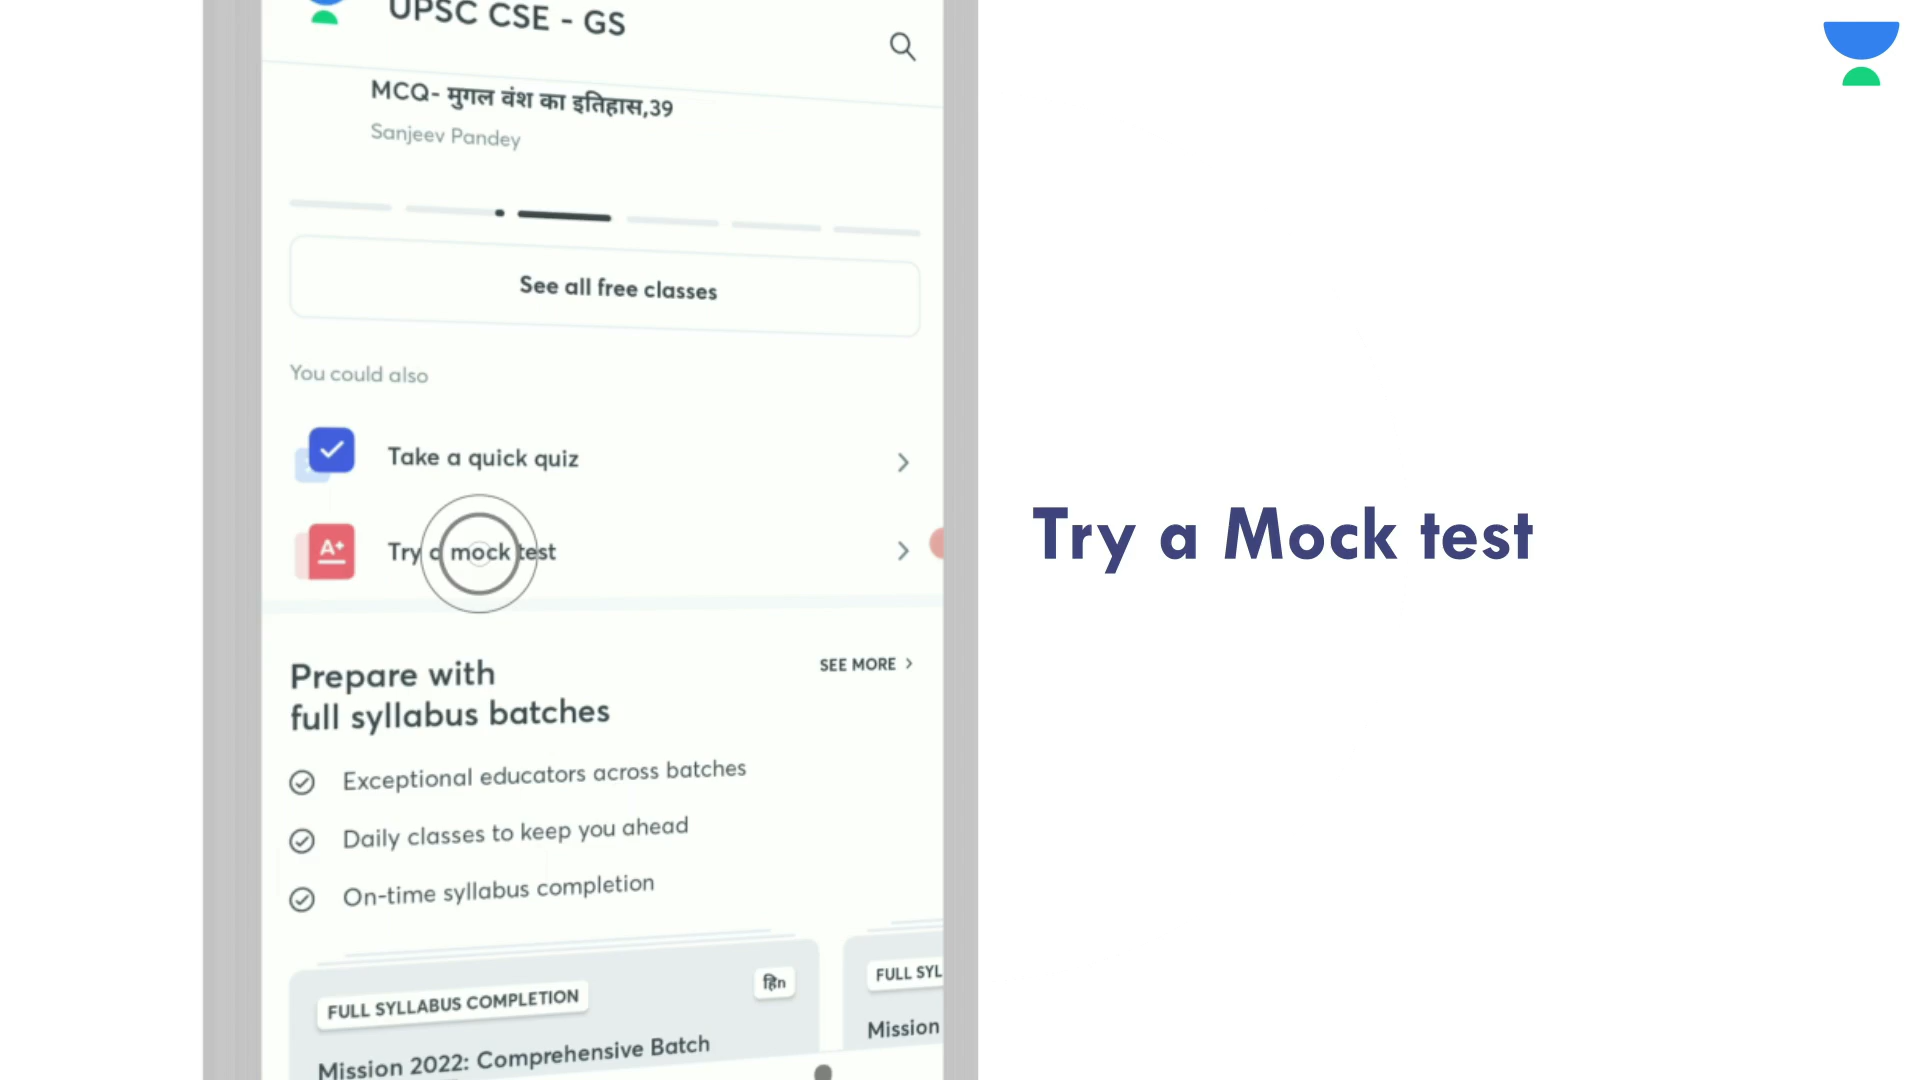 UPSC CSE - GS
MCQ- मुगल वंश का इतिहास,39
Sanjeev Pandey
See all free classes
You could also
Take a quick quiz
Try a mock test
Try a Mock test
Prepare with
full syllabus batches
SEE MORE
Exceptional educators across batches
Daily classes to keep you ahead
On-time syllabus completion
FULL SYLLABUS COMPLETION
हिन
FULL SYL
Mission 2022: Comprehensive Batch
Mission